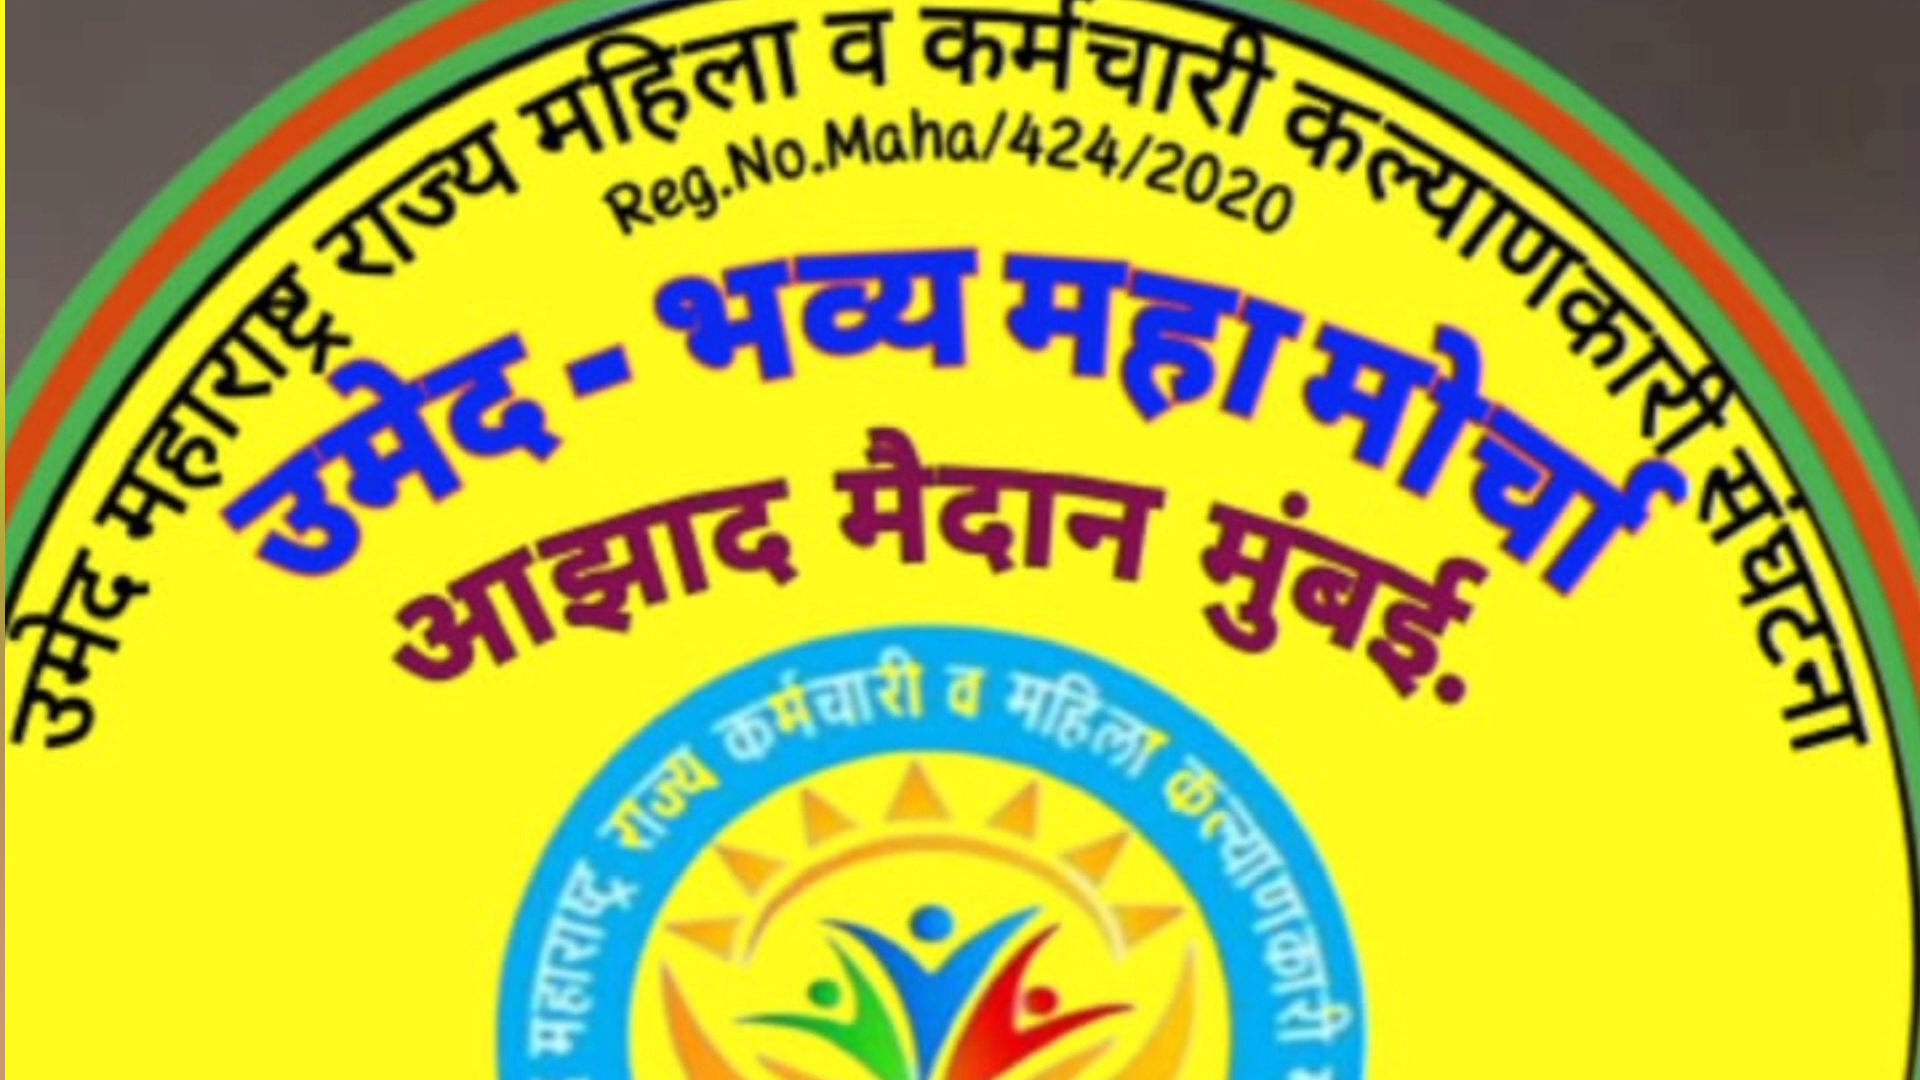 उमेद महाराष्ट्र राज्य महिला व कर्मचारी कल्याणकारी संघटना
Reg.No.Maha/424/2020
उमेद - भव्य महा मोर्चा
आझाद मैदान मुंबई.
महाराष्ट्र राज्य कर्मचारी व महिला कल्याणकारी